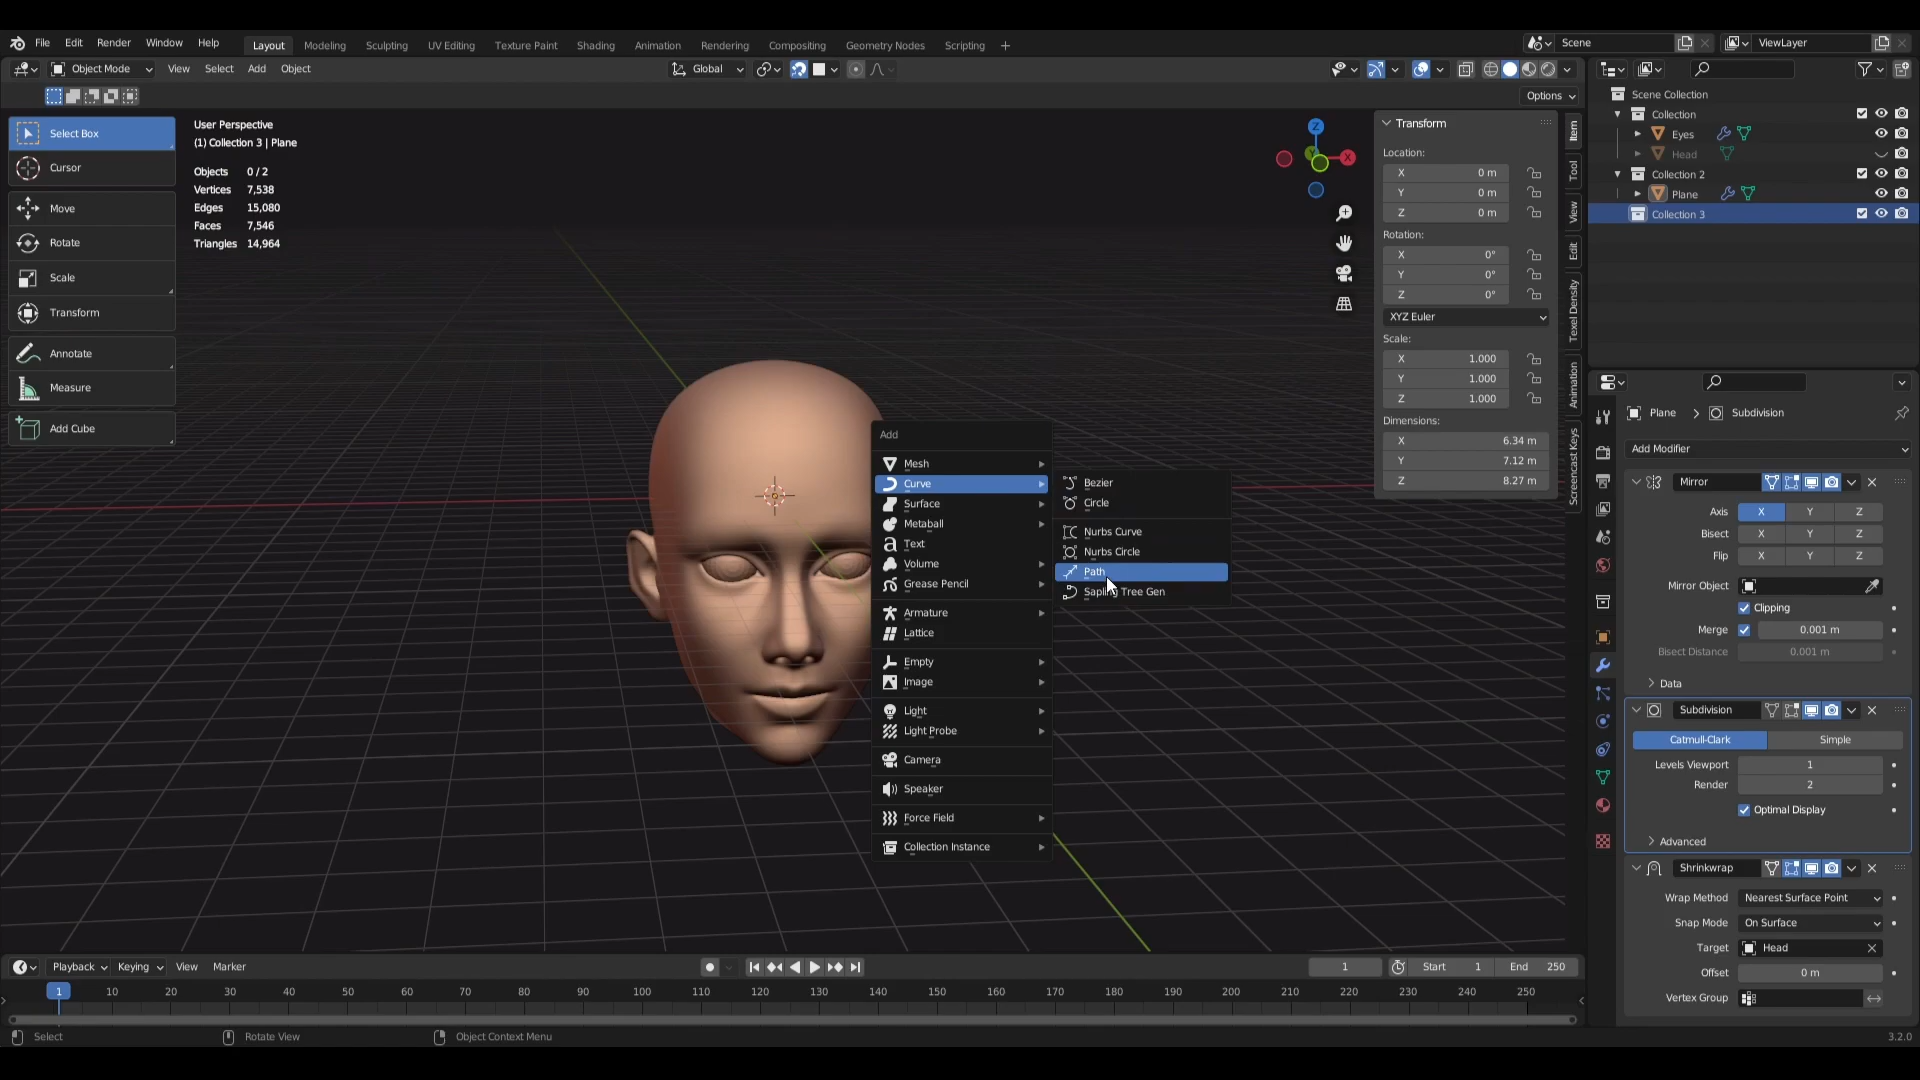 File Edit Render Window Help Layout Modeling Sculpting UV Editing Texture Paint Shading Animation Rendering Compositing Geometry Nodes Scripting + Scene ViewLayer
Object Mode View Select Add Object Global
Options
Select Box
Cursor
Move
Rotate
Scale
Transform
Annotate
Measure
Add Cube
User Perspective
(1) Collection 3 | Plane
Objects 0 / 2
Vertices 7,538
Edges 15,080
Faces 7,546
Triangles 14,964
Z
X
Y
Add
Mesh
Curve
Surface
Metaball
Text
Volume
Grease Pencil
Armature
Lattice
Empty
Image
Light
Light Probe
Camera
Speaker
Force Field
Collection Instance
Bezier
Circle
Nurbs Curve
Nurbs Circle
Path
Sapling Tree Gen
Transform
Location:
X 0 m
Y 0 m
Z 0 m
Rotation:
X 0°
Y 0°
Z 0°
XYZ Euler
Scale:
X 1.000
Y 1.000
Z 1.000
Dimensions:
X 6.34 m
Y 7.12 m
Z 8.27 m
Item
Tool
View
Edit
Texel Density
Animation
Screencast Keys
Scene Collection
Collection
Eyes
Head
Collection 2
Plane
Collection 3
Plane > Subdivision
Add Modifier
Mirror
Axis X Y Z
Bisect X Y Z
Flip X Y Z
Mirror Object
Clipping
Merge 0.001 m
Bisect Distance 0.001 m
Data
Subdivision
Catmull-Clark Simple
Levels Viewport 1
Render 2
Optimal Display
Advanced
Shrinkwrap
Wrap Method Nearest Surface Point
Snap Mode On Surface
Target Head
Offset 0 m
Vertex Group
Playback Keying View Marker 1 Start 1 End 250
1 10 20 30 40 50 60 70 80 90 100 110 120 130 140 150 160 170 180 190 200 210 220 230 240 250
Select Rotate View Object Context Menu 3.2.0